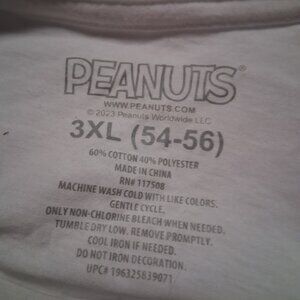 PEANUTS®
WWW.PEANUTS.COM
© 2023 Peanuts Worldwide LLC
3XL (54-56)
60% COTTON 40% POLYESTER
MADE IN CHINA
RN# 117508
MACHINE WASH COLD WITH LIKE COLORS.
GENTLE CYCLE.
ONLY NON-CHLORINE BLEACH WHEN NEEDED.
TUMBLE DRY LOW. REMOVE PROMPTLY.
COOL IRON IF NEEDED.
DO NOT IRON DECORATION.
UPC# 196325839071